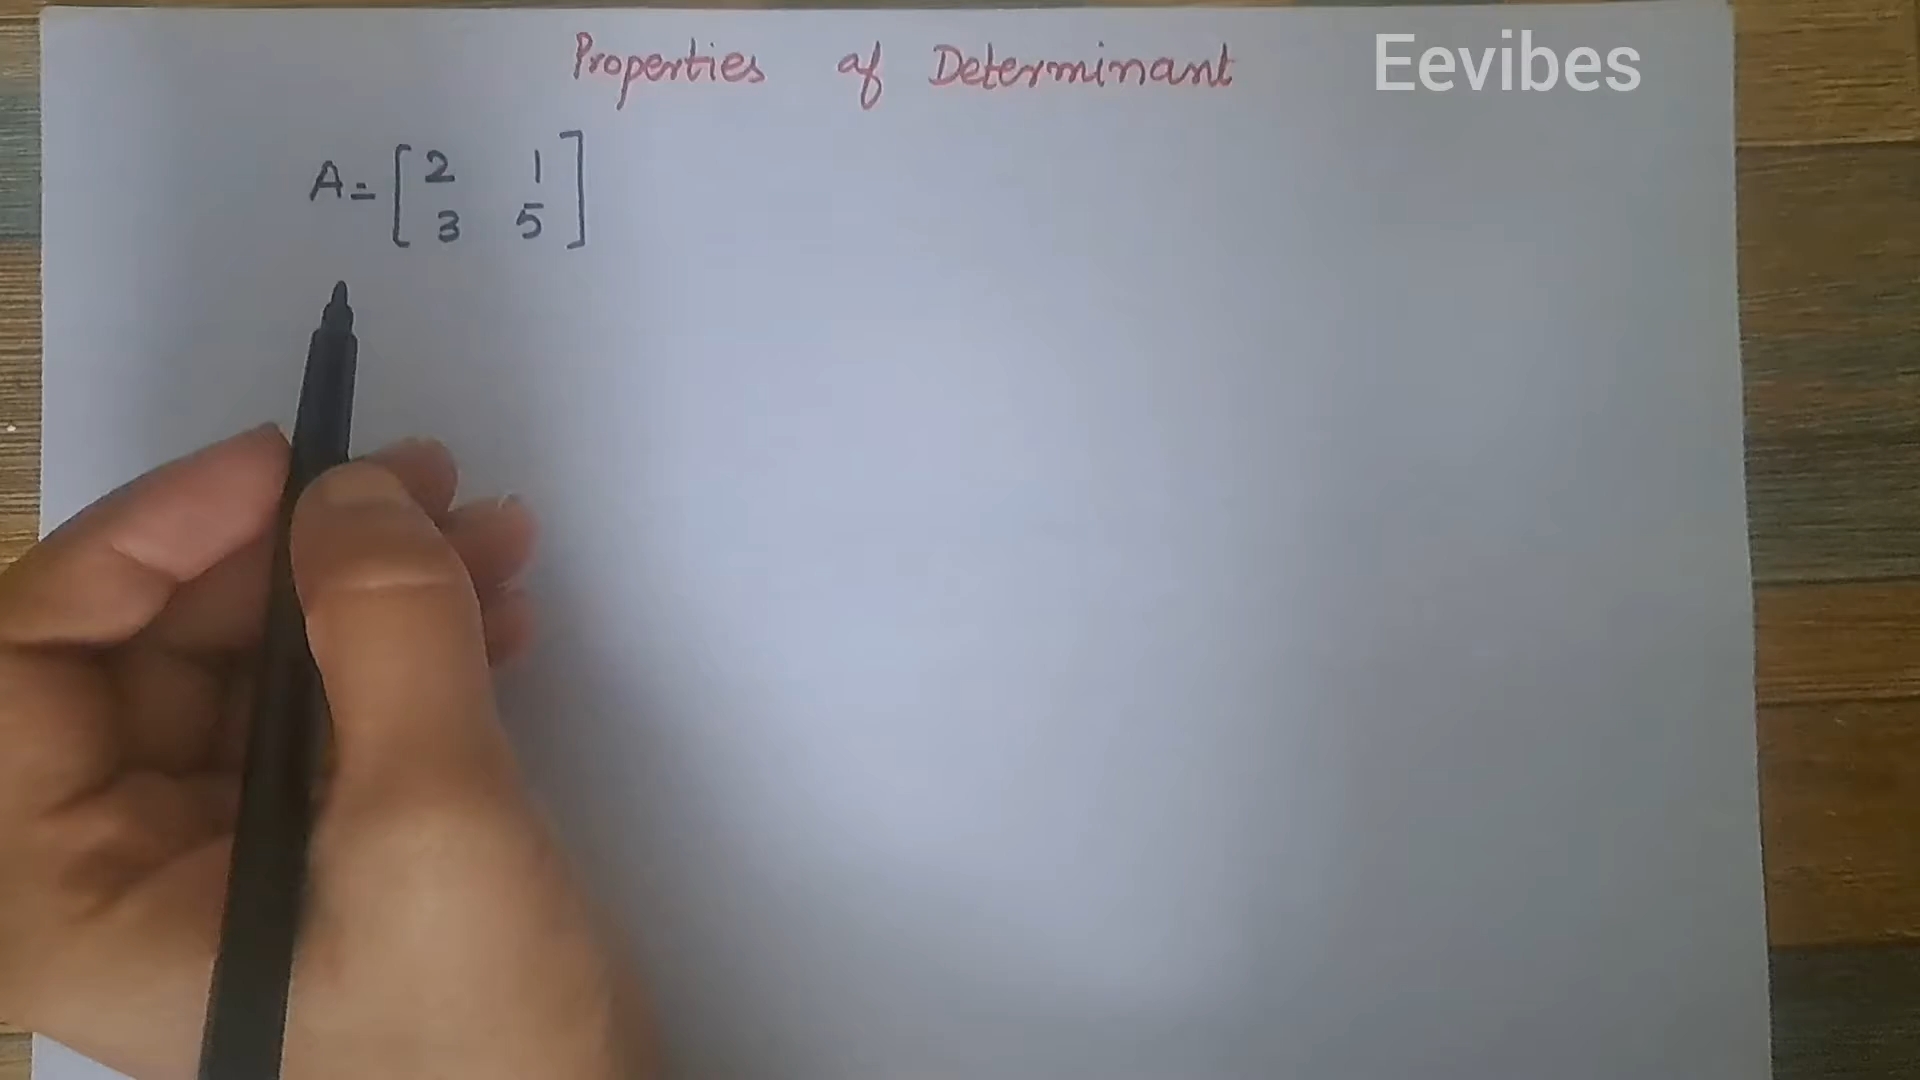 Properties of Determinant
Eevibes
A = [ 2 1
3 5 ]